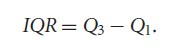 IQR = Q₃ − Q₁.